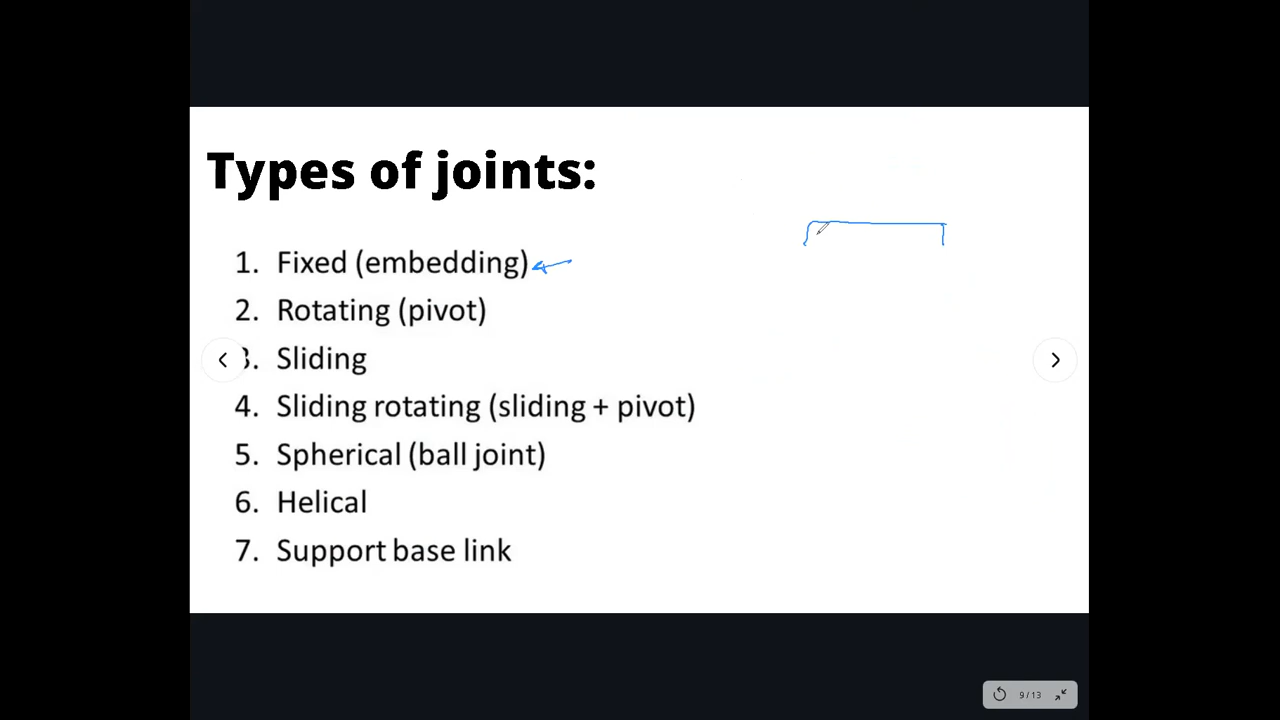 Types of joints:
1. Fixed (embedding)
2. Rotating (pivot)
3. Sliding
4. Sliding rotating (sliding + pivot)
5. Spherical (ball joint)
6. Helical
7. Support base link
9/13